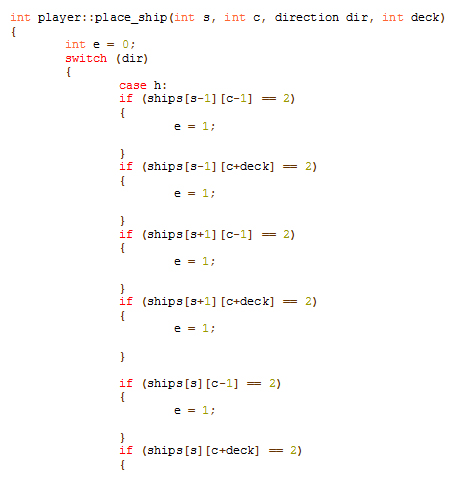 int player::place_ship(int s, int c, direction dir, int deck)
{
int e = 0;
switch (dir)
{
case h:
if (ships[s-1][c-1] == 2)
{
e = 1;
}
if (ships[s-1][c+deck] == 2)
{
e = 1;
}
if (ships[s+1][c-1] == 2)
{
e = 1;
}
if (ships[s+1][c+deck] == 2)
{
e = 1;
}
if (ships[s][c-1] == 2)
{
e = 1;
}
if (ships[s][c+deck] == 2)
{